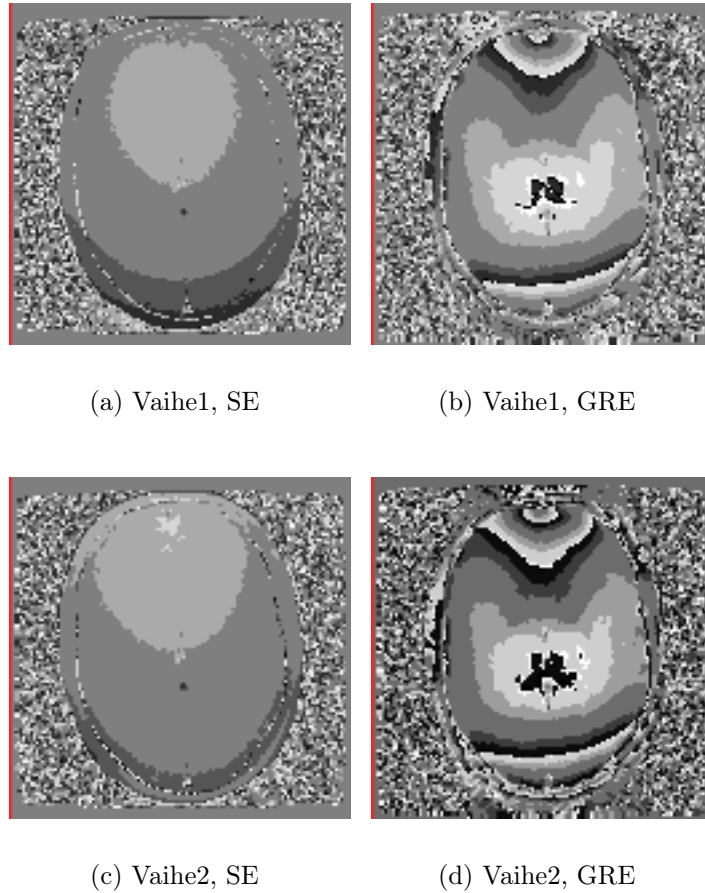 (a) Vaihe1, SE
(b) Vaihe1, GRE
(c) Vaihe2, SE
(d) Vaihe2, GRE